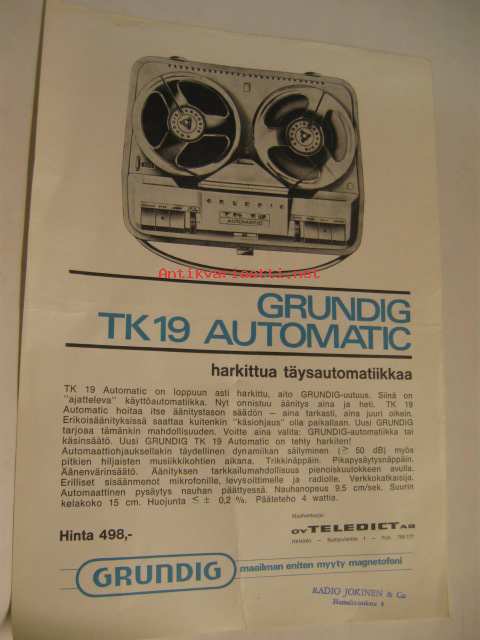 GRUNDIG
TK 19
AUTOMATIC
Antikvariaatti.net
GRUNDIG
TK 19 AUTOMATIC
harkittua täysautomatiikkaa
TK 19 Automatic on loppuun asti harkittu, aito GRUNDIG-uutuus. Siinä on
"ajatteleva" käyttöautomatiikka. Nyt onnistuu äänitys aina ja heti. TK 19
Automatic hoitaa itse äänitystason säädön — aina tarkasti, aina juuri oikein.
Erikoisäänityksissä saattaa kuitenkin "käsiohjaus" olla paikallaan. Uusi GRUNDIG
tarjoaa tämänkin mahdollisuuden. Voitte aina valita: GRUNDIG-automatiikka tai
käsinsäätö. Uusi GRUNDIG TK 19 Automatic on tehty harkiten!
Automaattiohjauksellakin täydellinen dynamiikan säilyminen (≥ 50 dB) myös
pitkien hiljaisten musiikkikohtien aikana. Trikkinäppäin. Pikapysäytysnäppäin.
Äänenvärinsäätö. Äänityksen tarkkailumahdollisuus pienoiskuulokkeen avulla.
Erilliset sisäänmenot mikrofonille, levysoittimelle ja radiolle. Verkkokatkaisja.
Automaattinen pysäytys nauhan päättyessä. Nauhanopeus 9,5 cm/sek. Suurin
kelakoko 15 cm. Huojunta ≤ ± 0,2 %. Pääteteho 4 wattia.
Hinta 498,-
OY TELEDICT AB
GRUNDIG
maailman eniten myyty magnetofoni
RADIO JOKINEN & Co